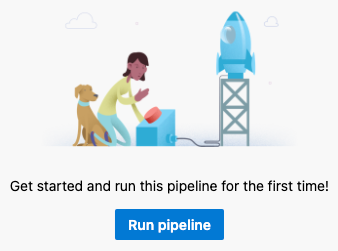 Get started and run this pipeline for the first time!
Run pipeline